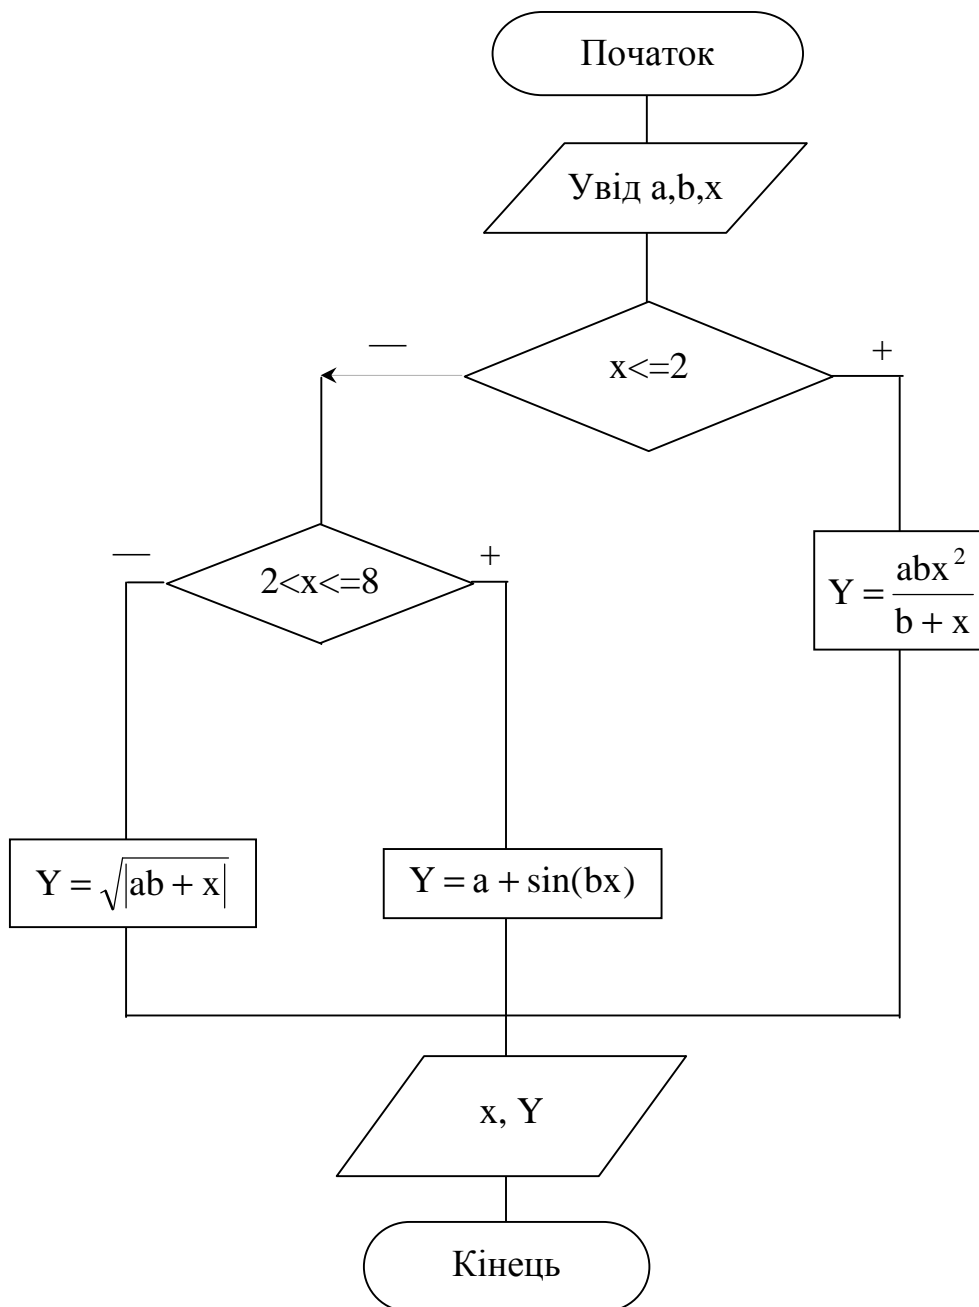 Початок
Увід a,b,x
x<=2
—
+
2<x<=8
—
+
Y = abx²/(b + x)
Y = √|ab + x|
Y = a + sin(bx)
x, Y
Кінець